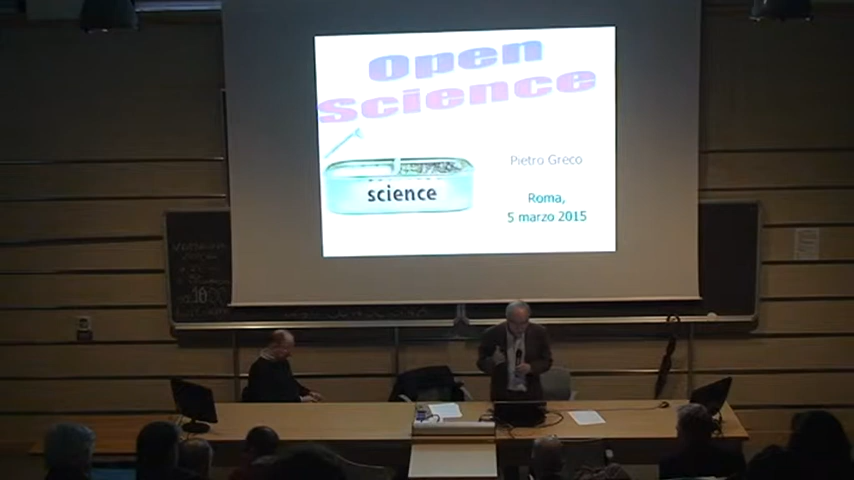 Open
Science
science
Pietro Greco
Roma,
5 marzo 2015